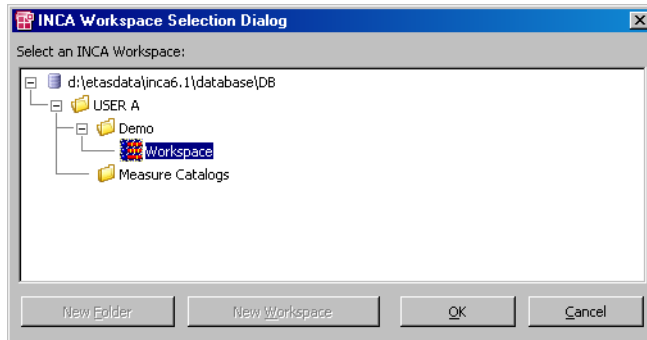 INCA Workspace Selection Dialog
Select an INCA Workspace:
d:\etasdata\inca6.1\database\DB
USER A
Demo
Workspace
Measure Catalogs
New Folder New Workspace OK Cancel